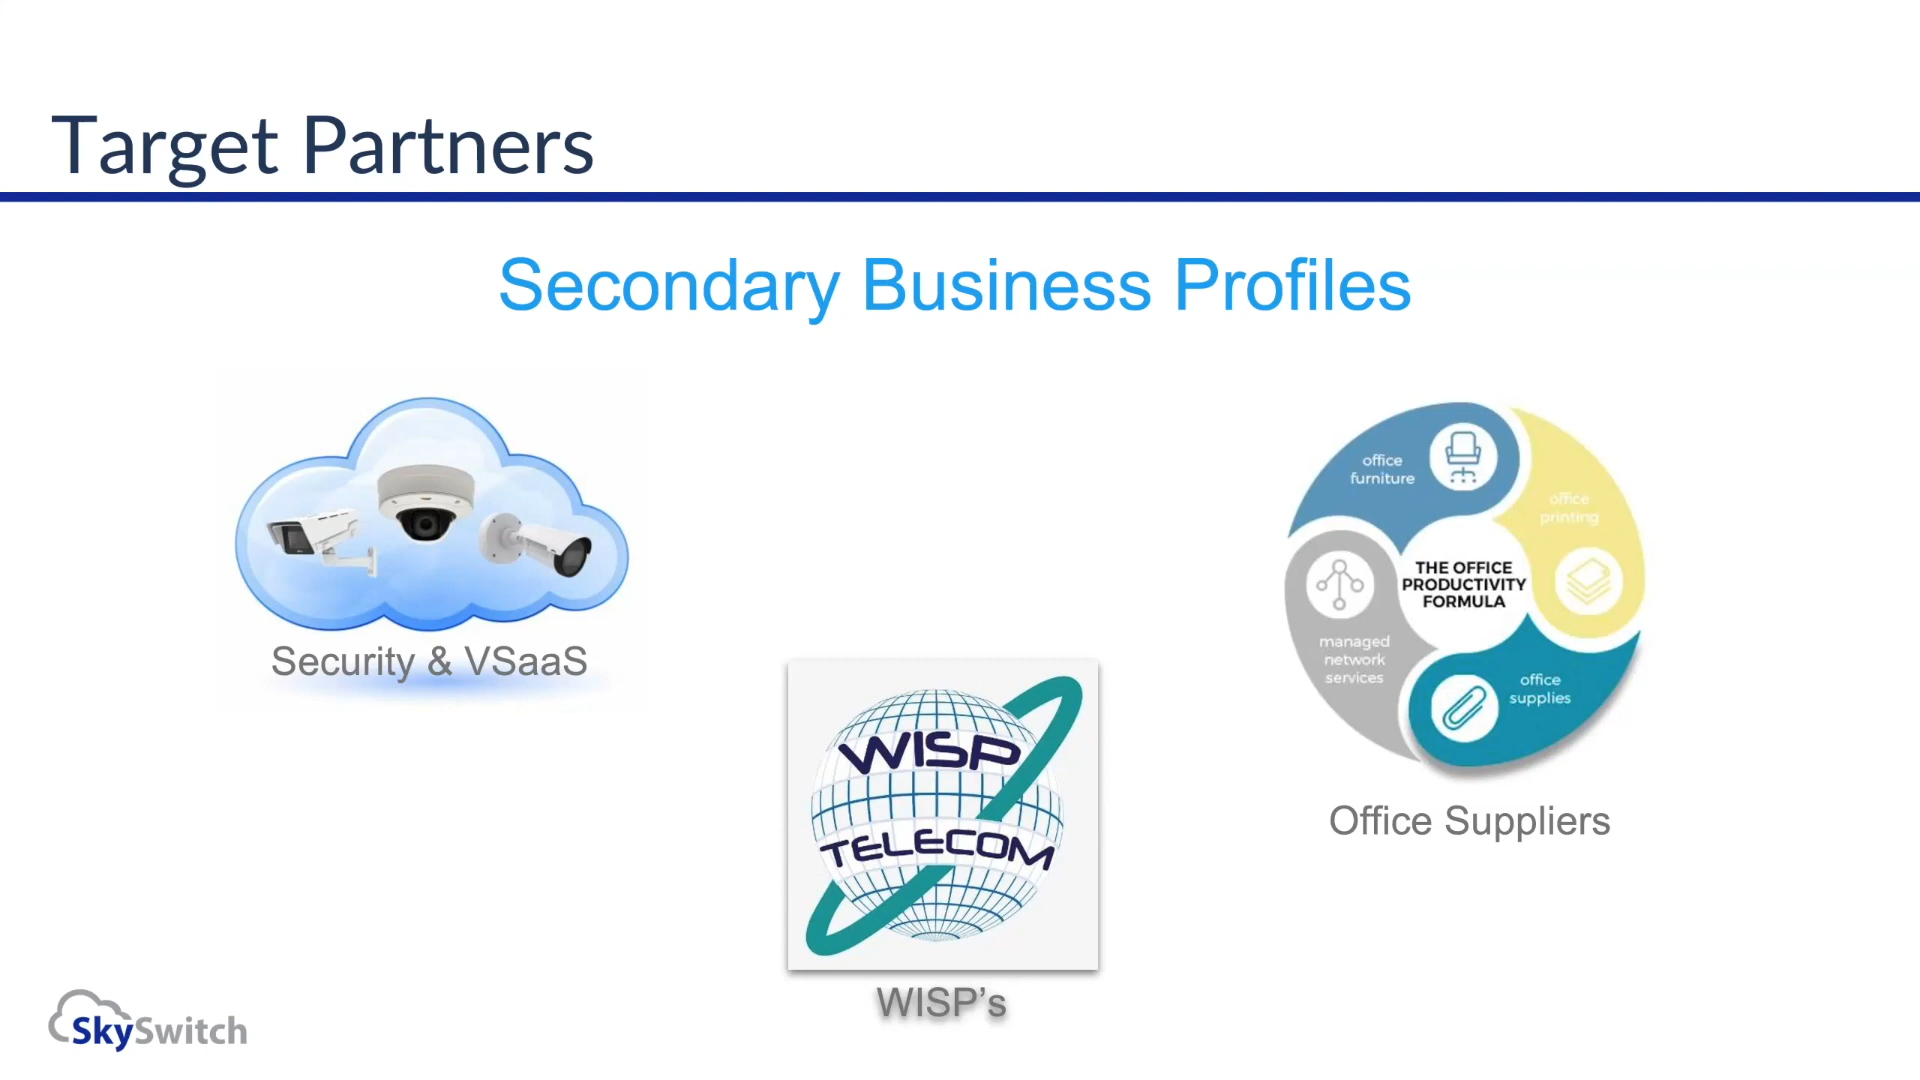 Target Partners
Secondary Business Profiles
Security & VSaaS
WISP
TELECOM
WISP’s
office
furniture
office
printing
THE OFFICE
PRODUCTIVITY
FORMULA
managed
network
services
office
supplies
Office Suppliers
SkySwitch